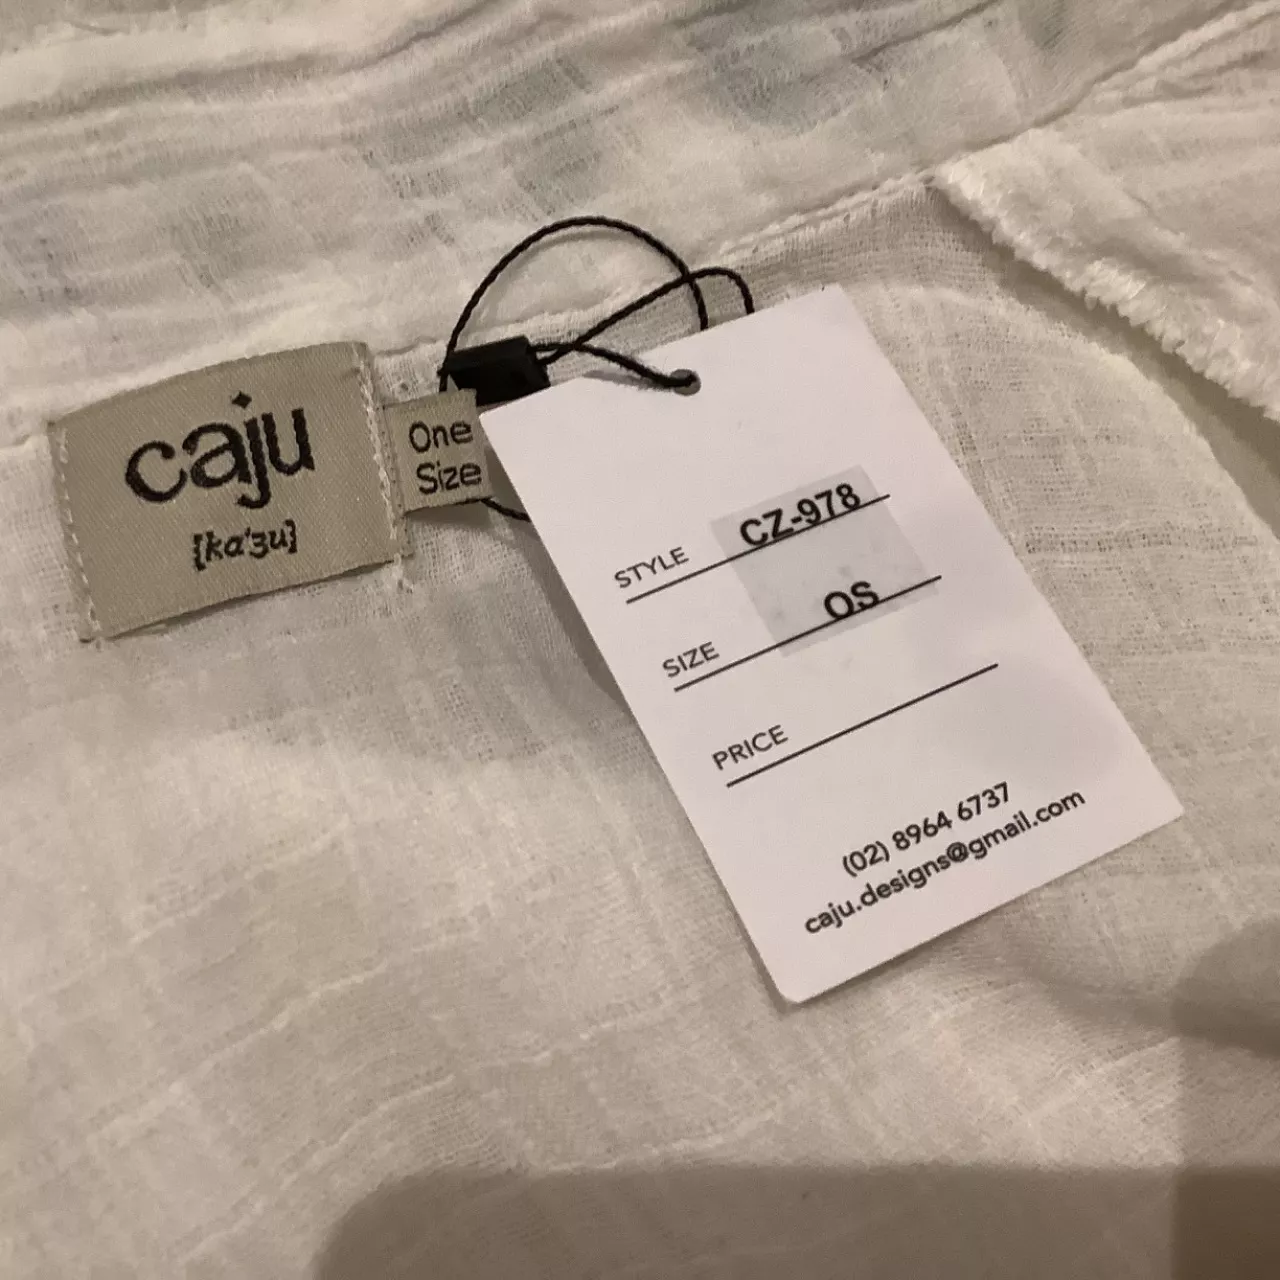 caju
[ka'ʒu]
One
Size
STYLE CZ-978
SIZE OS
PRICE
(02) 8964 6737
caju.designs@gmail.com